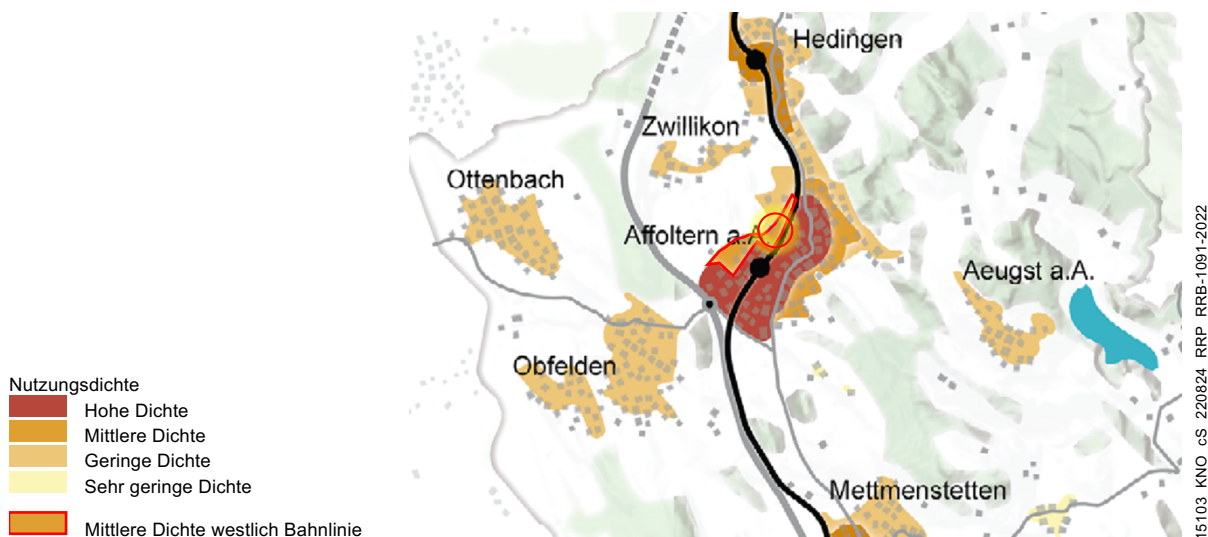 Hedingen
Zwillikon
Ottenbach
Affoltern a.A.
Aeugst a.A.
Obfelden
Mettmenstetten
Nutzungsdichte
Hohe Dichte
Mittlere Dichte
Geringe Dichte
Sehr geringe Dichte
Mittlere Dichte westlich Bahnlinie
15103 KNO cS 220824 RRP RRB-1091-2022